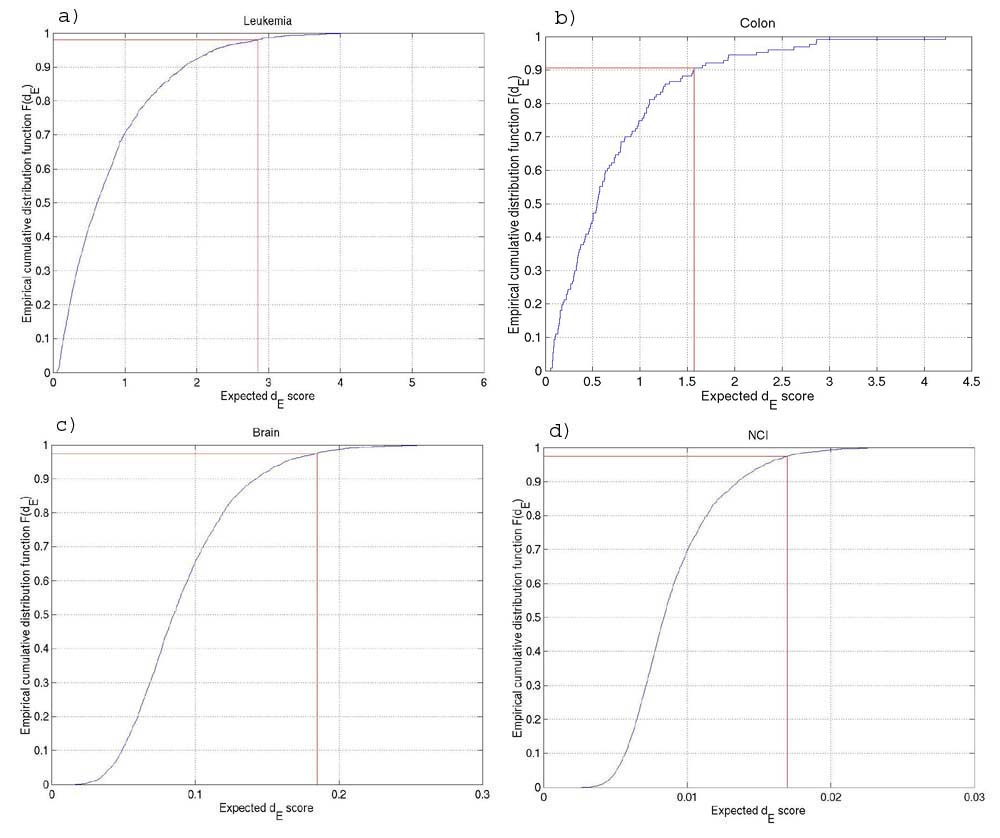 a)
Leukemia
Empirical cumulative distribution function F(d_E)
1
0.9
0.8
0.7
0.6
0.5
0.4
0.3
0.2
0.1
0
0 1 2 3 4 5 6
Expected d_E score
b)
Colon
Empirical cumulative distribution function F(d_E)
1
0.9
0.8
0.7
0.6
0.5
0.4
0.3
0.2
0.1
0
0 0.5 1 1.5 2 2.5 3 3.5 4 4.5
Expected d_E score
c)
Brain
Empirical cumulative distribution function F(d_E)
1
0.9
0.8
0.7
0.6
0.5
0.4
0.3
0.2
0.1
0
0 0.1 0.2 0.3
Expected d_E score
d)
NCI
Empirical cumulative distribution function F(d_E)
1
0.9
0.8
0.7
0.6
0.5
0.4
0.3
0.2
0.1
0
0 0.01 0.02 0.03
Expected d_E score